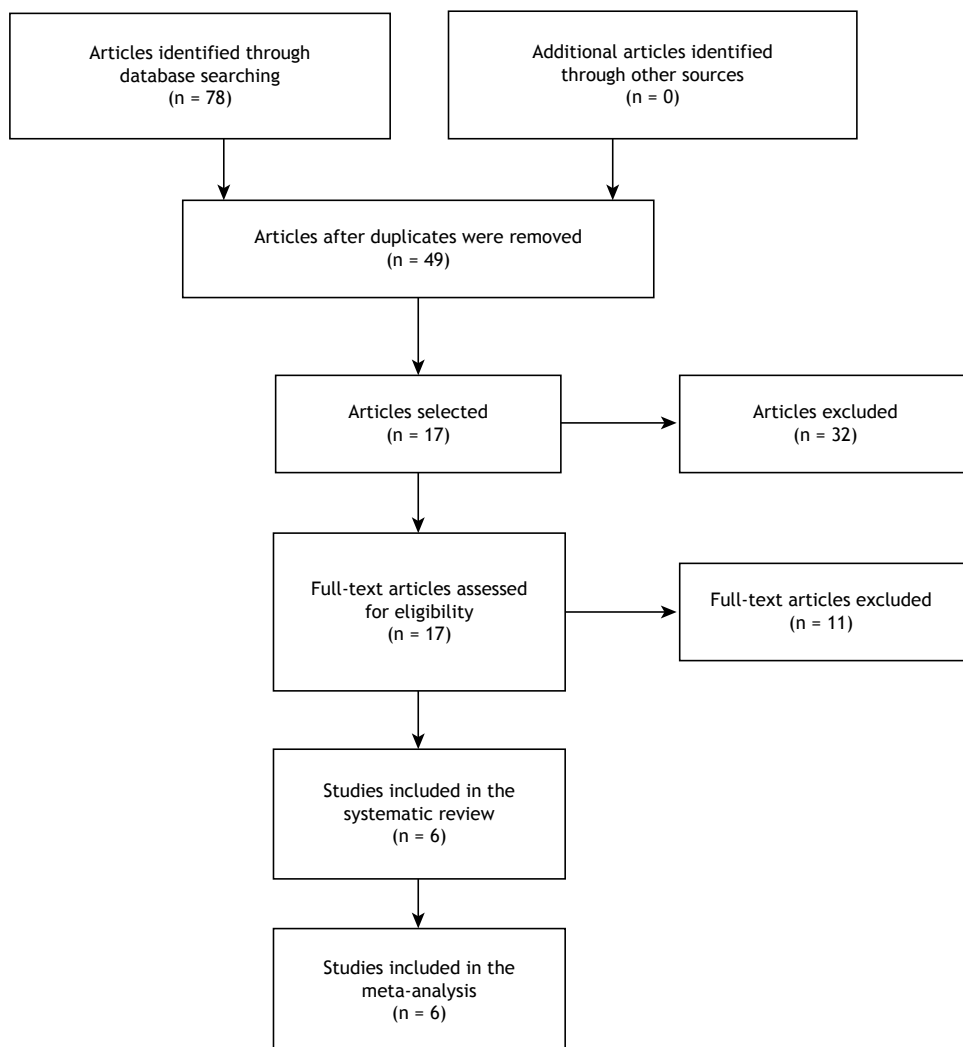 Articles identified through
database searching
(n = 78)
Additional articles identified
through other sources
(n = 0)
Articles after duplicates were removed
(n = 49)
Articles selected
(n = 17)
Articles excluded
(n = 32)
Full-text articles assessed
for eligibility
(n = 17)
Full-text articles excluded
(n = 11)
Studies included in the
systematic review
(n = 6)
Studies included in the
meta-analysis
(n = 6)